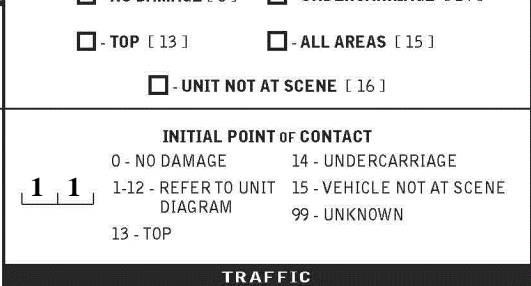 - TOP [ 13 ]
- ALL AREAS [ 15 ]
- UNIT NOT AT SCENE [ 16 ]
INITIAL POINT OF CONTACT
0 - NO DAMAGE
14 - UNDERCARRIAGE
1 1
1-12 - REFER TO UNIT
DIAGRAM
15 - VEHICLE NOT AT SCENE
99 - UNKNOWN
13 - TOP
TRAFFIC